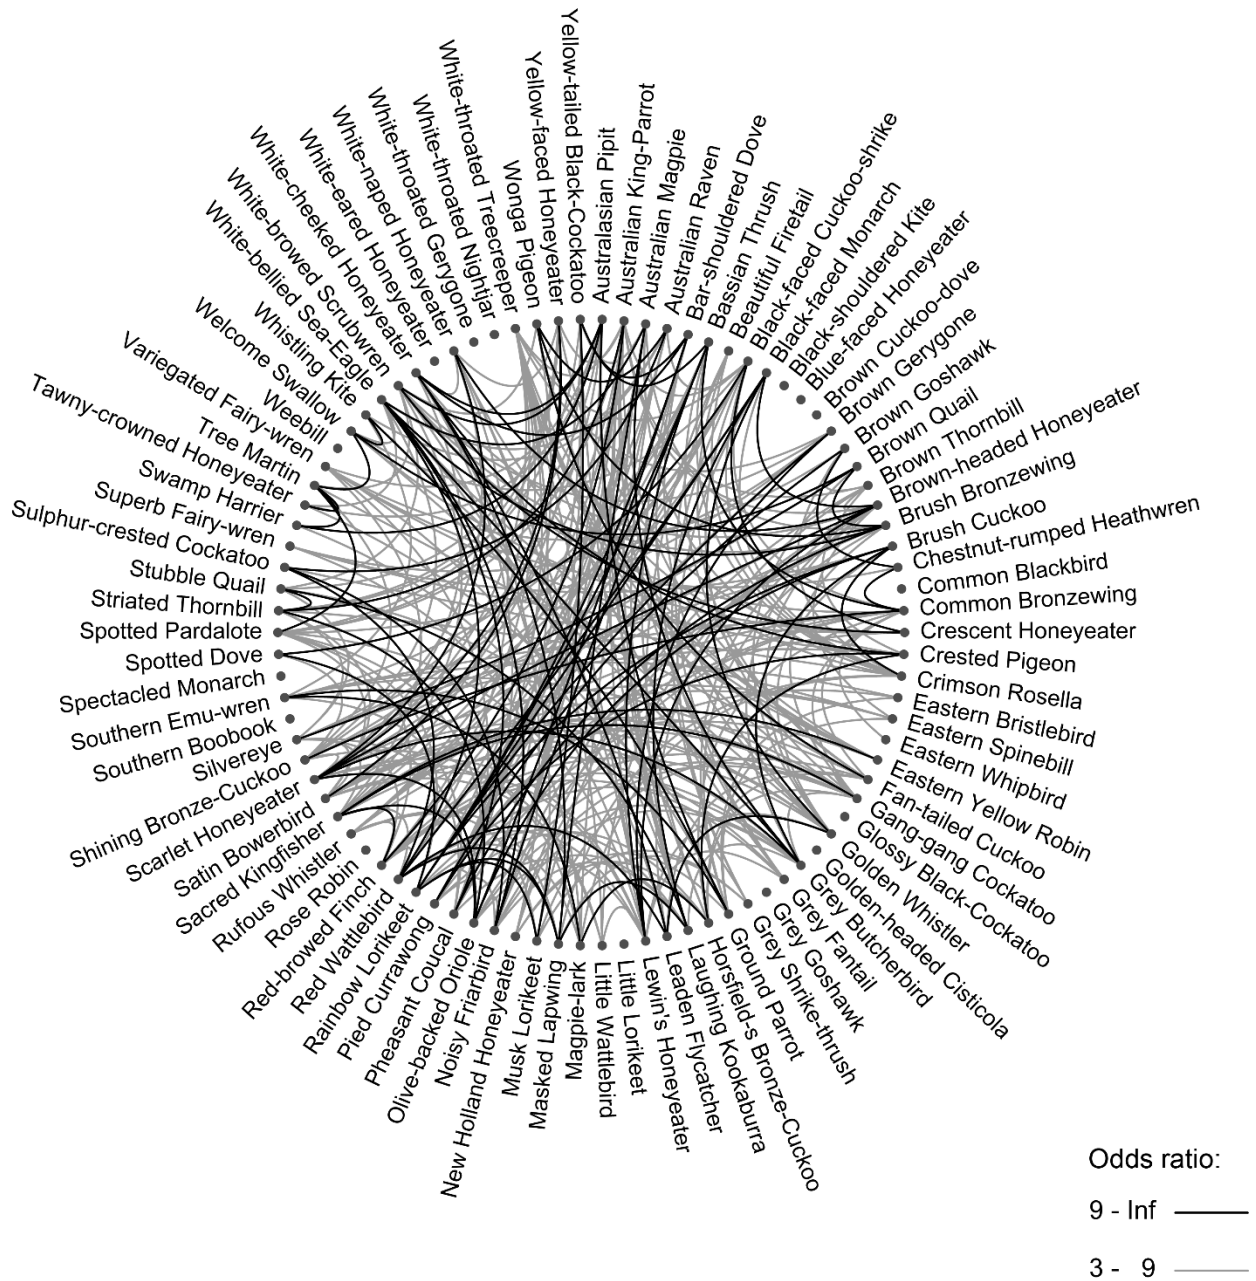 Yellow-tailed Black-Cockatoo
Australasian Pipit
Australian King-Parrot
Australian Magpie
Australian Raven
Bar-shouldered Dove
Bassian Thrush
Beautiful Firetail
Black-faced Cuckoo-shrike
Black-faced Monarch
Black-shouldered Kite
Blue-faced Honeyeater
Brown Cuckoo-dove
Brown Gerygone
Brown Goshawk
Brown Quail
Brown Thornbill
Brown-headed Honeyeater
Brush Bronzewing
Brush Cuckoo
Chestnut-rumped Heathwren
Common Blackbird
Common Bronzewing
Crescent Honeyeater
Crested Pigeon
Crimson Rosella
Eastern Bristlebird
Eastern Spinebill
Eastern Whipbird
Eastern Yellow Robin
Fan-tailed Cuckoo
Gang-gang Cockatoo
Glossy Black-Cockatoo
Golden Whistler
Golden-headed Cisticola
Grey Butcherbird
Grey Fantail
Grey Goshawk
Grey Shrike-thrush
Ground Parrot
Horsfield-s Bronze-Cuckoo
Laughing Kookaburra
Leaden Flycatcher
Lewin's Honeyeater
Little Lorikeet
Little Wattlebird
Magpie-lark
Masked Lapwing
Musk Lorikeet
New Holland Honeyeater
Noisy Friarbird
Olive-backed Oriole
Pheasant Coucal
Pied Currawong
Rainbow Lorikeet
Red Wattlebird
Red-browed Finch
Rose Robin
Rufous Whistler
Sacred Kingfisher
Satin Bowerbird
Scarlet Honeyeater
Shining Bronze-Cuckoo
Silvereye
Southern Boobook
Southern Emu-wren
Spectacled Monarch
Spotted Dove
Spotted Pardalote
Striated Thornbill
Stubble Quail
Sulphur-crested Cockatoo
Superb Fairy-wren
Swamp Harrier
Tawny-crowned Honeyeater
Tree Martin
Variegated Fairy-wren
Weebill
Welcome Swallow
Whistling Kite
White-bellied Sea-Eagle
White-browed Scrubwren
White-cheeked Honeyeater
White-eared Honeyeater
White-naped Honeyeater
White-throated Gerygone
White-throated Nightjar
White-throated Treecreeper
Wonga Pigeon
Yellow-faced Honeyeater
Odds ratio:
9 - Inf
3 - 9